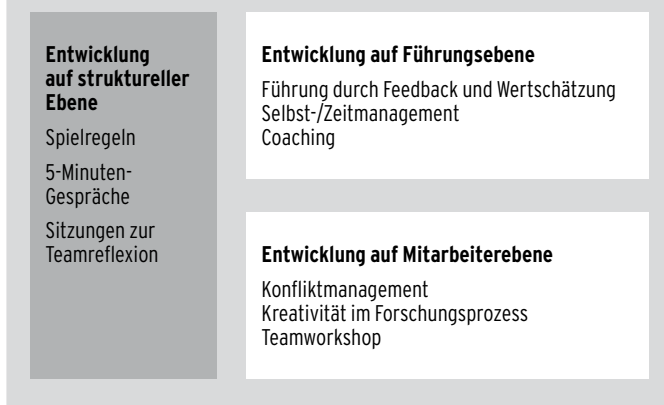 Entwicklung
auf struktureller
Ebene
Spielregeln
5-Minuten-
Gespräche
Sitzungen zur
Teamreflexion
Entwicklung auf Führungsebene
Führung durch Feedback und Wertschätzung
Selbst-/Zeitmanagement
Coaching
Entwicklung auf Mitarbeiterebene
Konfliktmanagement
Kreativität im Forschungsprozess
Teamworkshop